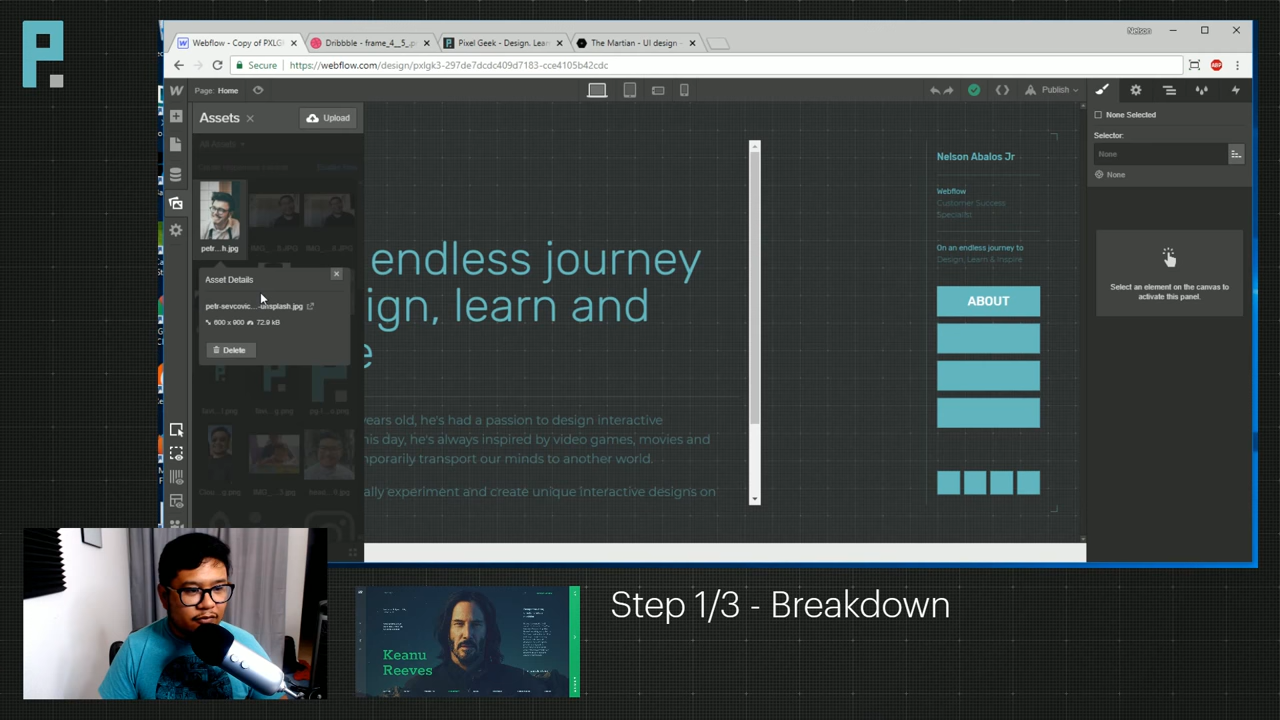 Nelson
Webflow - Copy of PXLG
Dribbble - frame_4__5_.p
Pixel Geek - Design. Lear
The Martian - UI design -
Secure
https://webflow.com/design/pxlgk3-297de7dcdc409d7183-cce4105b42cdc
ABP
Page: Home
Publish
Assets
Upload
All Assets
petr...h.jpg
Asset Details
petr-sevcovic...-unsplash.jpg
600 x 900
72.9 kB
Delete
endless journey
ign, learn and
e
years old, he's had a passion to design interactive
his day, he's always inspired by video games, movies and
mporarily transport our minds to another world.
ally experiment and create unique interactive designs on
Nelson Abalos Jr
Webflow
Customer Success
Specialist
On an endless journey to
Design, Learn & Inspire
ABOUT
None Selected
Selector:
None
None
Select an element on the canvas to
activate this panel.
Keanu
Reeves
Step 1/3 - Breakdown